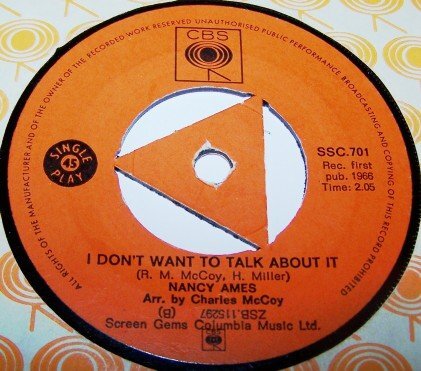 ALL RIGHTS OF THE MANUFACTURER AND OF THE OWNER OF THE RECORDED WORK RESERVED UNAUTHORISED PUBLIC PERFORMANCE BROADCASTING AND COPYING OF THIS RECORD PROHIBITED
CBS
SINGLE
45
PLAY
SSC.701
Rec. first
pub. 1966
Time: 2.05
I DON'T WANT TO TALK ABOUT IT
(R. M. McCOY, H. Miller)
NANCY AMES
Arr. by Charles McCoy
ZSB.115297 (B)
Screen Gems Columbia Music Ltd.